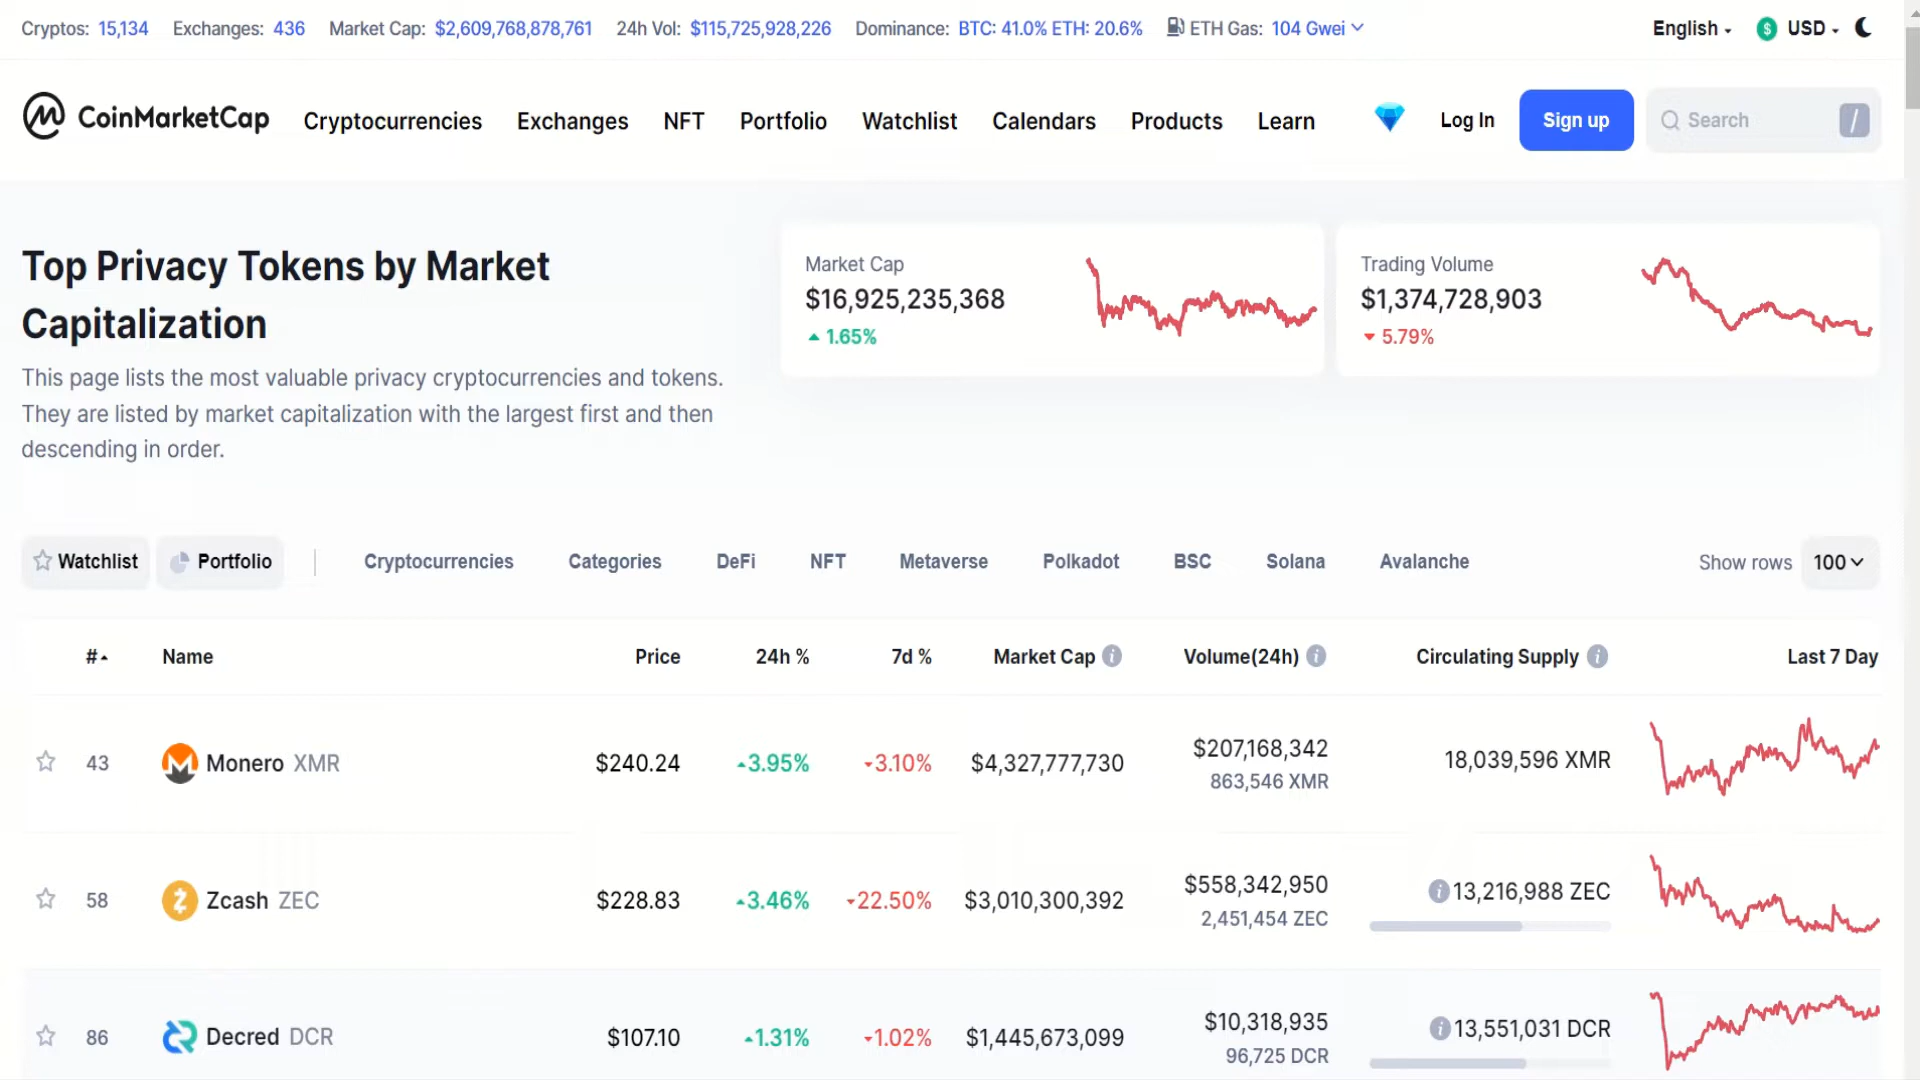 Cryptos: 15,134 Exchanges: 436 Market Cap: $2,609,768,878,761 24h Vol: $115,725,928,226 Dominance: BTC: 41.0% ETH: 20.6% ETH Gas: 104 Gwei English USD
CoinMarketCap Cryptocurrencies Exchanges NFT Portfolio Watchlist Calendars Products Learn Log In Sign up Search /
Top Privacy Tokens by Market
Capitalization
This page lists the most valuable privacy cryptocurrencies and tokens.
They are listed by market capitalization with the largest first and then
descending in order.
Market Cap
$16,925,235,368
1.65%
Trading Volume
$1,374,728,903
5.79%
Watchlist Portfolio Cryptocurrencies Categories DeFi NFT Metaverse Polkadot BSC Solana Avalanche Show rows 100
# Name Price 24h % 7d % Market Cap Volume(24h) Circulating Supply Last 7 Day
43 Monero XMR $240.24 3.95% 3.10% $4,327,777,730 $207,168,342 18,039,596 XMR
863,546 XMR
58 Zcash ZEC $228.83 3.46% 22.50% $3,010,300,392 $558,342,950 13,216,988 ZEC
2,451,454 ZEC
86 Decred DCR $107.10 1.31% 1.02% $1,445,673,099 $10,318,935 13,551,031 DCR
96,725 DCR